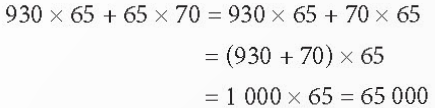 930 × 65 + 65 × 70 = 930 × 65 + 70 × 65
= (930 + 70) × 65
= 1 000 × 65 = 65 000